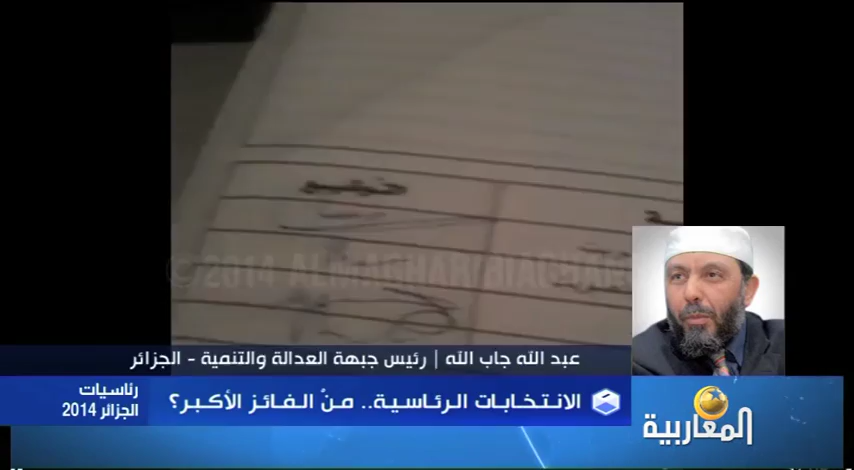 © 2014 ALMAGHARIBIACHANN
عبد الله جاب الله | رئيس جبهة العدالة والتنمية - الجزائر
الانتخابات الرئاسية.. منْ الفائز الأكبر؟
رئاسيات
الجزائر 2014
المغاربية